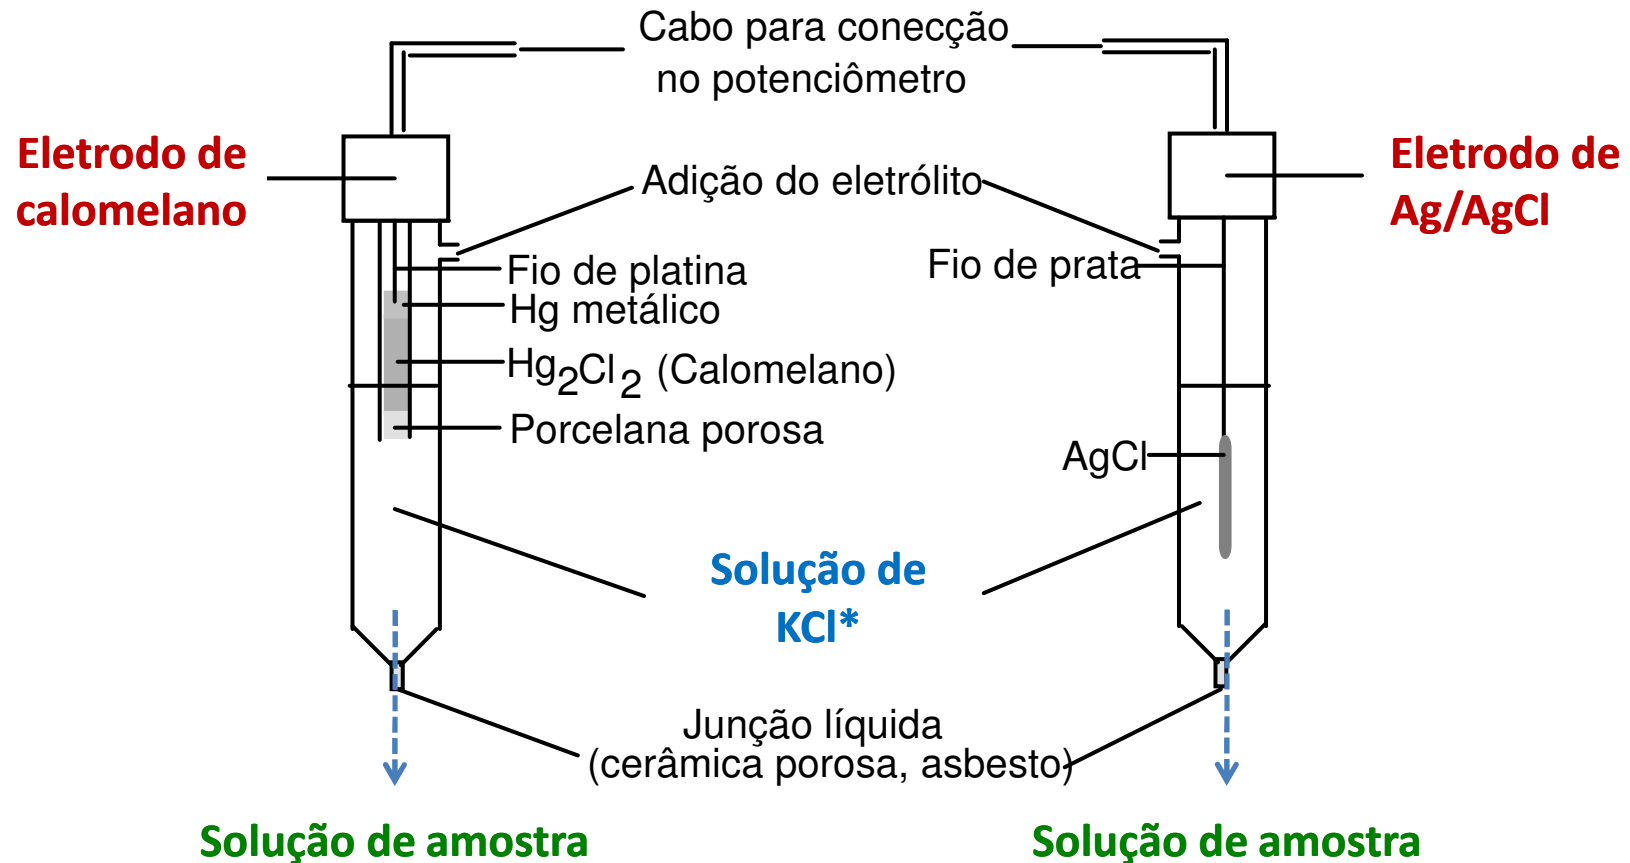 Cabo para conecção
no potenciômetro
Eletrodo de
calomelano
Eletrodo de
Ag/AgCl
Adição do eletrólito
Fio de platina
Fio de prata
Hg metálico
Hg2Cl2 (Calomelano)
Porcelana porosa
AgCl
Solução de
KCl*
Junção líquida
(cerâmica porosa, asbesto)
Solução de amostra
Solução de amostra